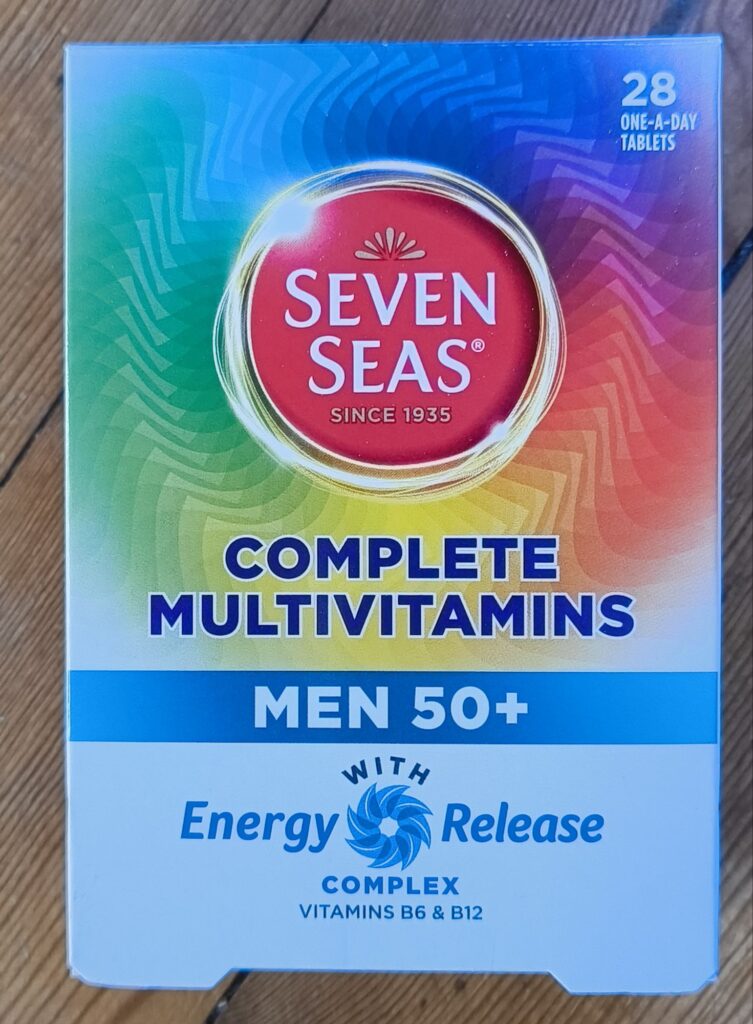 28
ONE-A-DAY
TABLETS
SEVEN
SEAS®
SINCE 1935
COMPLETE
MULTIVITAMINS
MEN 50+
WITH
Energy Release
COMPLEX
VITAMINS B6 & B12